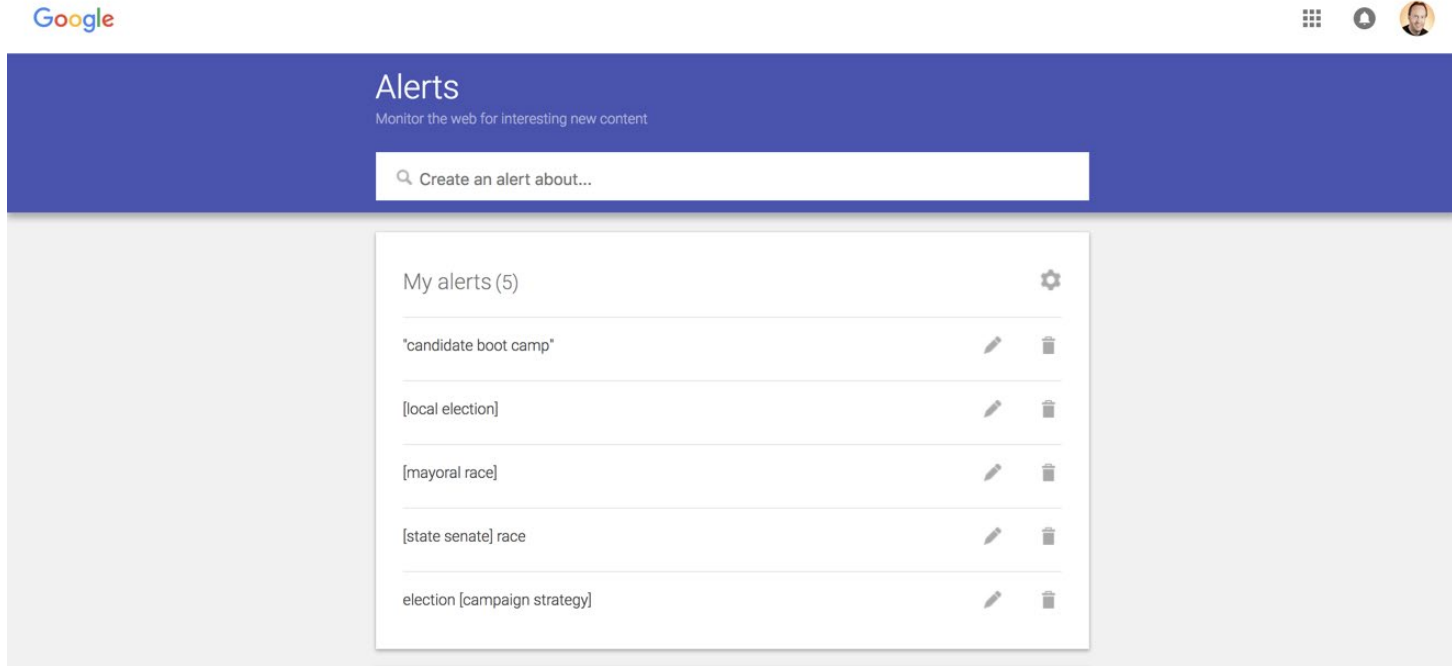 Google
Alerts
Monitor the web for interesting new content
Create an alert about...
My alerts (5)
"candidate boot camp"
[local election]
[mayoral race]
[state senate] race
election [campaign strategy]